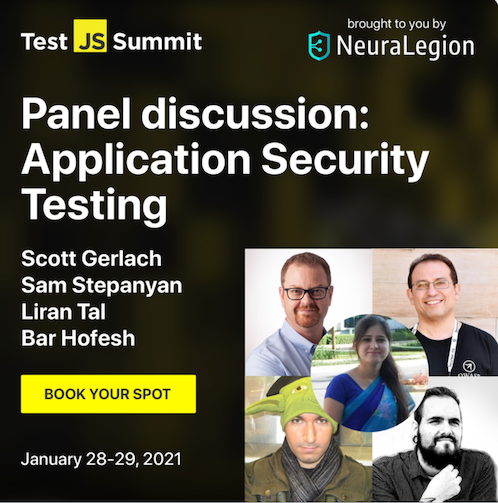 Test JS Summit
brought to you by
NeuraLegion
Panel discussion:
Application Security
Testing
Scott Gerlach
Sam Stepanyan
Liran Tal
Bar Hofesh
OWASP
BOOK YOUR SPOT
January 28-29, 2021